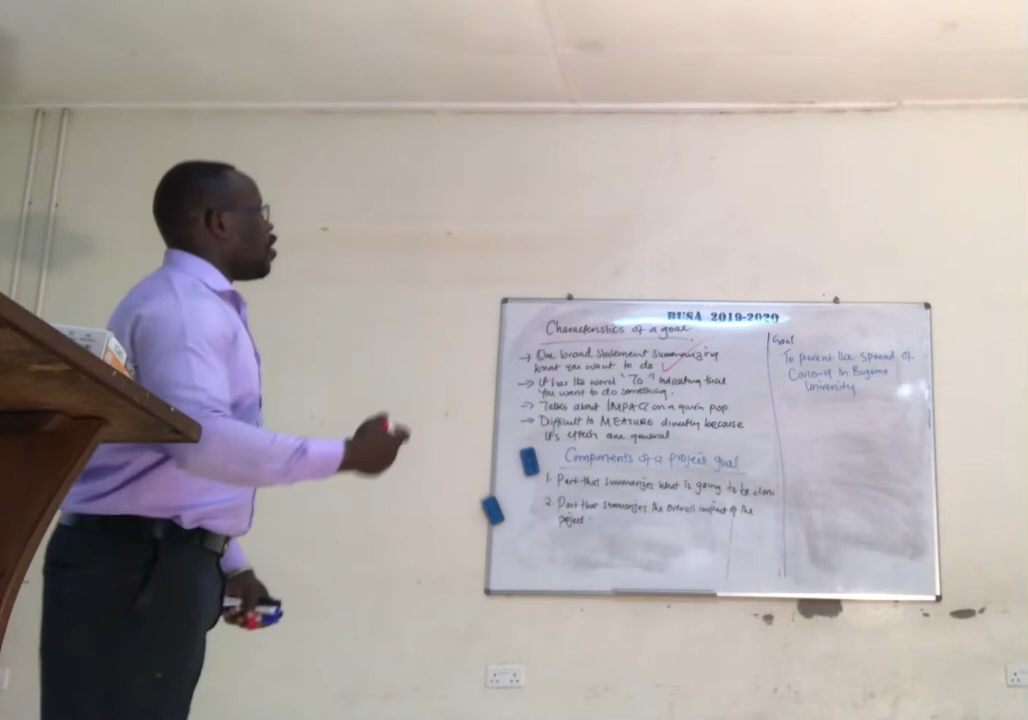 BUSA 2019-2020
Characteristics of a goal
→ One broad statement summarizing
what you want to do.
→ It has the word "To" indicating that
you want to do something.
→ Talks about IMPACT on a given pop
→ Difficult to MEASURE directly because
it's effects are general
Components of a project goal
1. Part that summarizes what is going to be done
2. Part that summarizes the overall impact of the
project.
Goal
To prevent the spread of
Covid-19 in Bugema
University